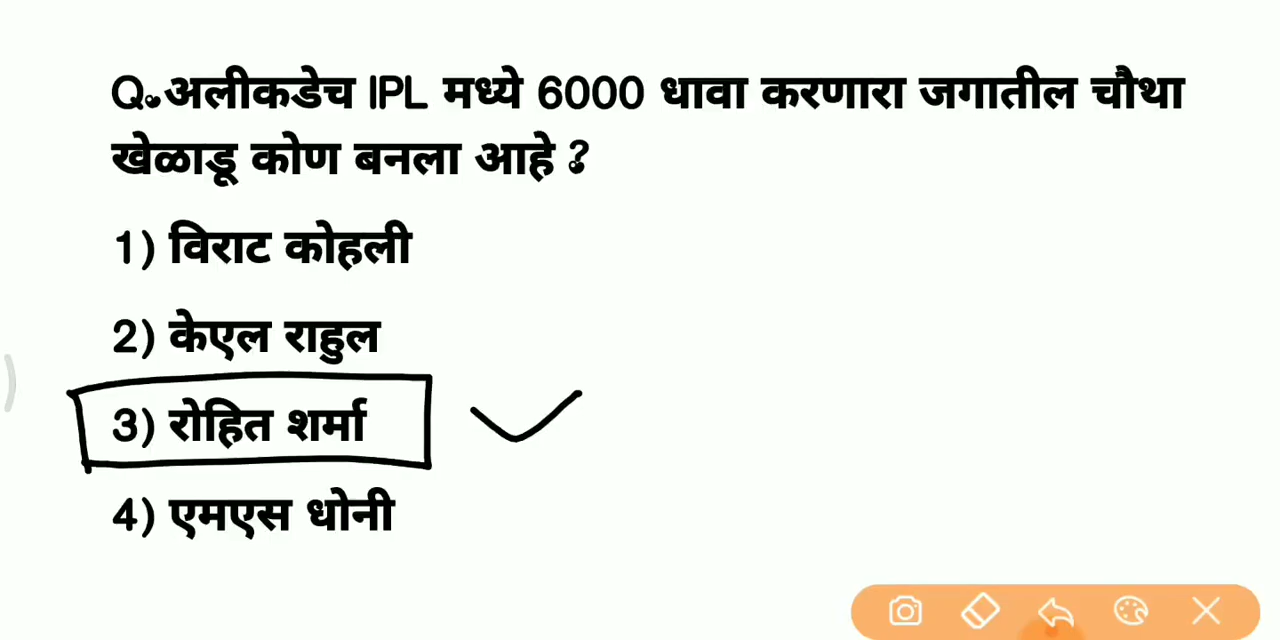 Q. अलीकडेच IPL मध्ये 6000 धावा करणारा जगातील चौथा
खेळाडू कोण बनला आहे ?
1) विराट कोहली
2) केएल राहुल
3) रोहित शर्मा
4) एमएस धोनी